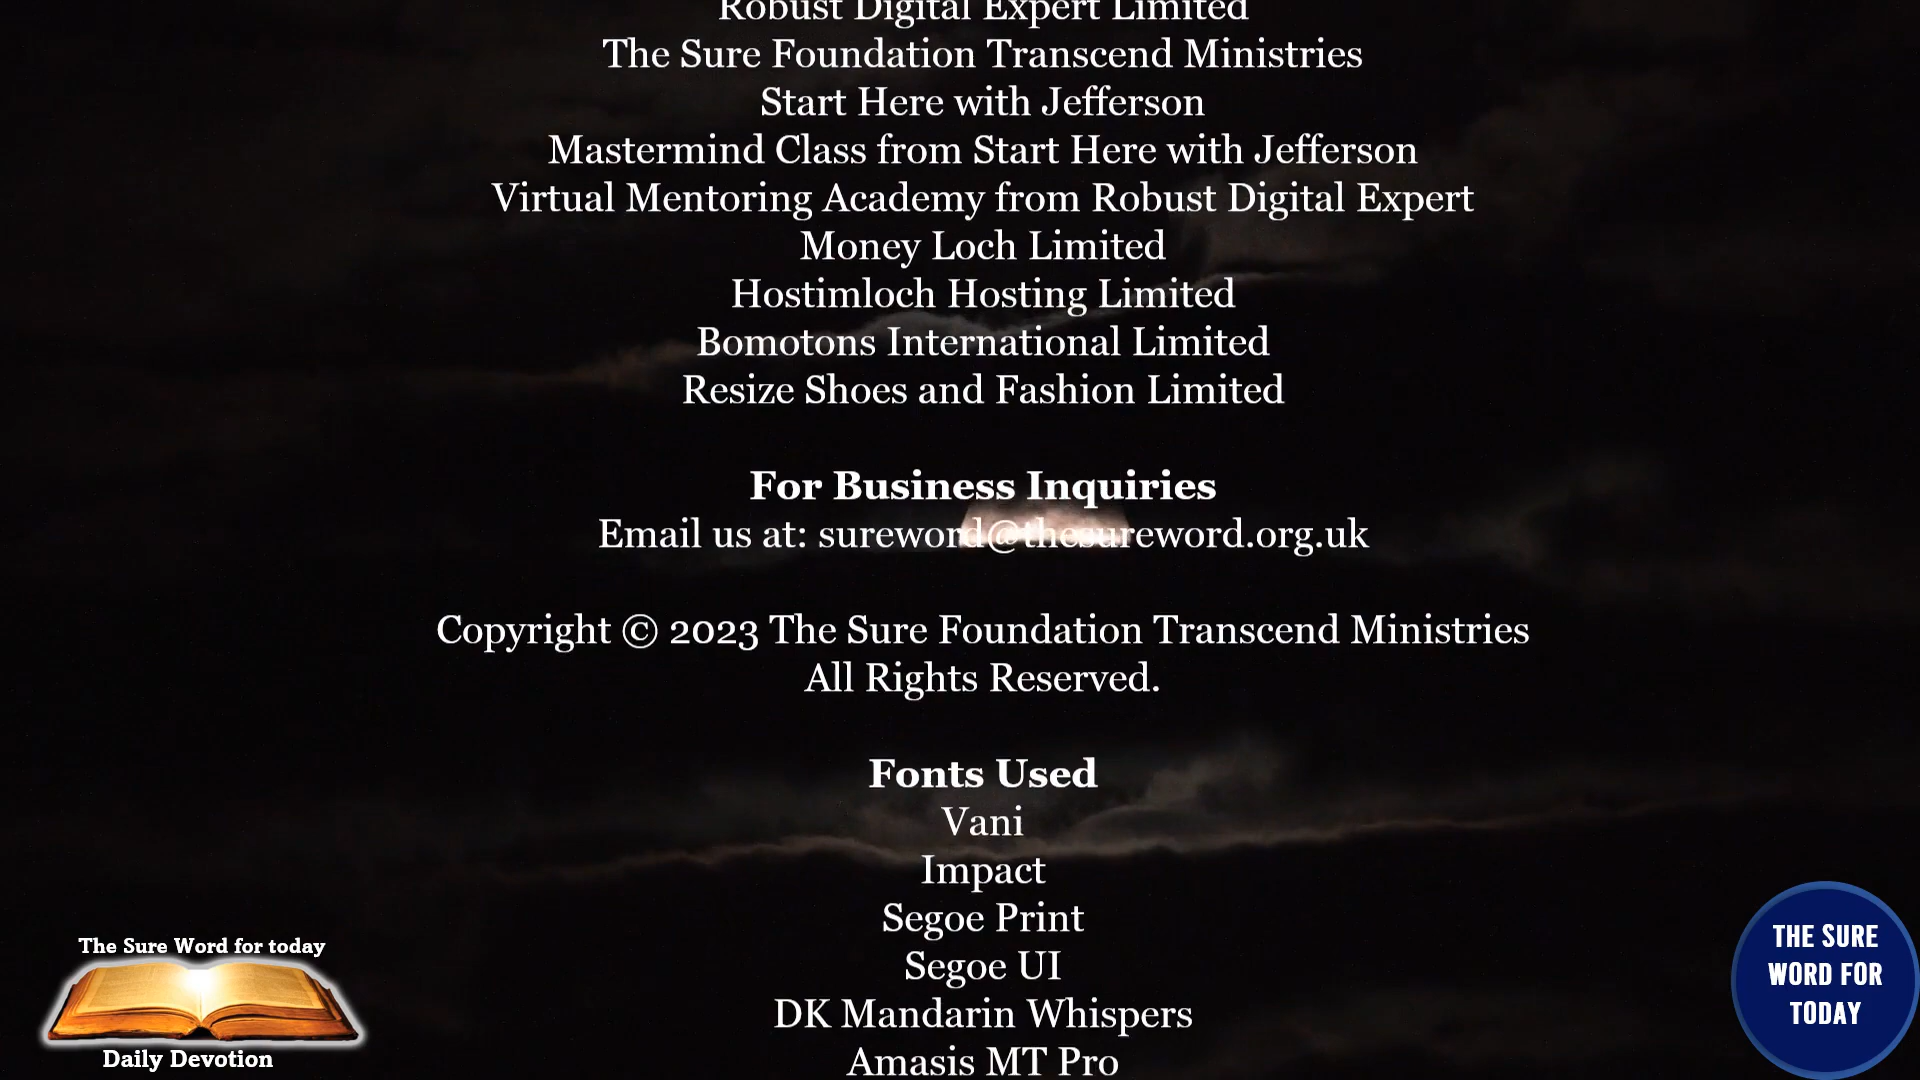 Robust Digital Expert Limited
The Sure Foundation Transcend Ministries
Start Here with Jefferson
Mastermind Class from Start Here with Jefferson
Virtual Mentoring Academy from Robust Digital Expert
Money Loch Limited
Hostimloch Hosting Limited
Bomotons International Limited
Resize Shoes and Fashion Limited
For Business Inquiries
Email us at: sureword@thesureword.org.uk
Copyright © 2023 The Sure Foundation Transcend Ministries
All Rights Reserved.
Fonts Used
Vani
Impact
Segoe Print
Segoe UI
DK Mandarin Whispers
Amasis MT Pro
The Sure Word for today
Daily Devotion
THE SURE
WORD FOR
TODAY